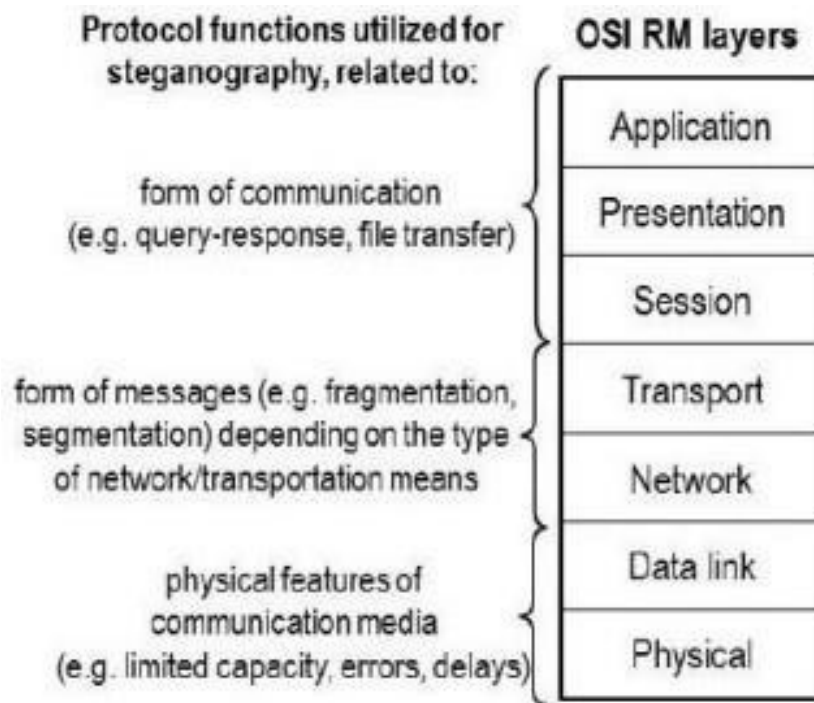 Protocol functions utilized for
steganography, related to:
OSI RM layers
form of communication
(e.g. query-response, file transfer)
form of messages (e.g. fragmentation,
segmentation) depending on the type
of network/transportation means
physical features of
communication media
(e.g. limited capacity, errors, delays)
Application
Presentation
Session
Transport
Network
Data link
Physical